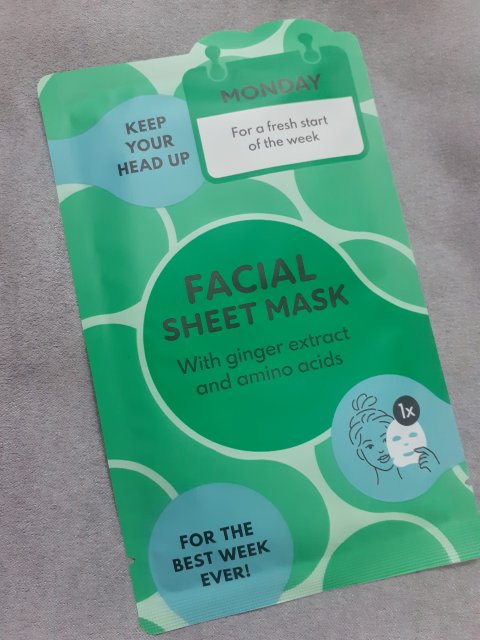 MONDAY
For a fresh start
of the week
KEEP
YOUR
HEAD UP
FACIAL
SHEET MASK
With ginger extract
and amino acids
1x
FOR THE
BEST WEEK
EVER!